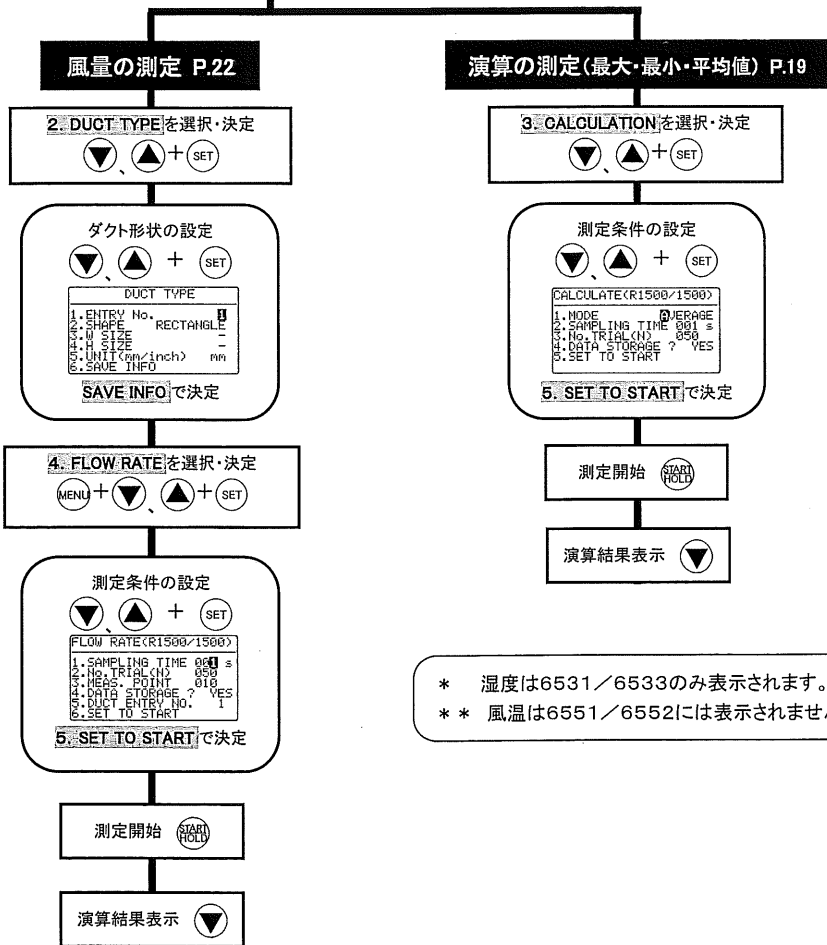 風量の測定 P.22
2. DUCT TYPEを選択・決定
▼、▲+SET
ダクト形状の設定
▼、▲ + SET
DUCT TYPE
1.ENTRY No. 1
2.SHAPE RECTANGLE
3.W SIZE -
4.H SIZE -
5.UNIT(mm/inch) mm
6.SAVE INFO
SAVE INFOで決定
4. FLOW RATEを選択・決定
MENU+▼、▲+SET
測定条件の設定
▼、▲ + SET
FLOW RATE(R1500/1500)
1.SAMPLING TIME 001 s
2.No.TRIAL(N) 050
3.MEAS. POINT 010
4.DATA STORAGE ? YES
5.DUCT ENTRY NO. 1
6.SET TO START
5. SET TO STARTで決定
測定開始 START HOLD
演算結果表示 ▼
演算の測定(最大・最小・平均値) P.19
3. CALCULATIONを選択・決定
▼、▲+SET
測定条件の設定
▼、▲ + SET
CALCULATE(R1500/1500)
1.MODE AVERAGE
2.SAMPLING TIME 001 s
3.No.TRIAL(N) 050
4.DATA STORAGE ? YES
5.SET TO START
5. SET TO STARTで決定
測定開始 START HOLD
演算結果表示 ▼
* 湿度は6531/6533のみ表示されます。
** 風温は6551/6552には表示されませ